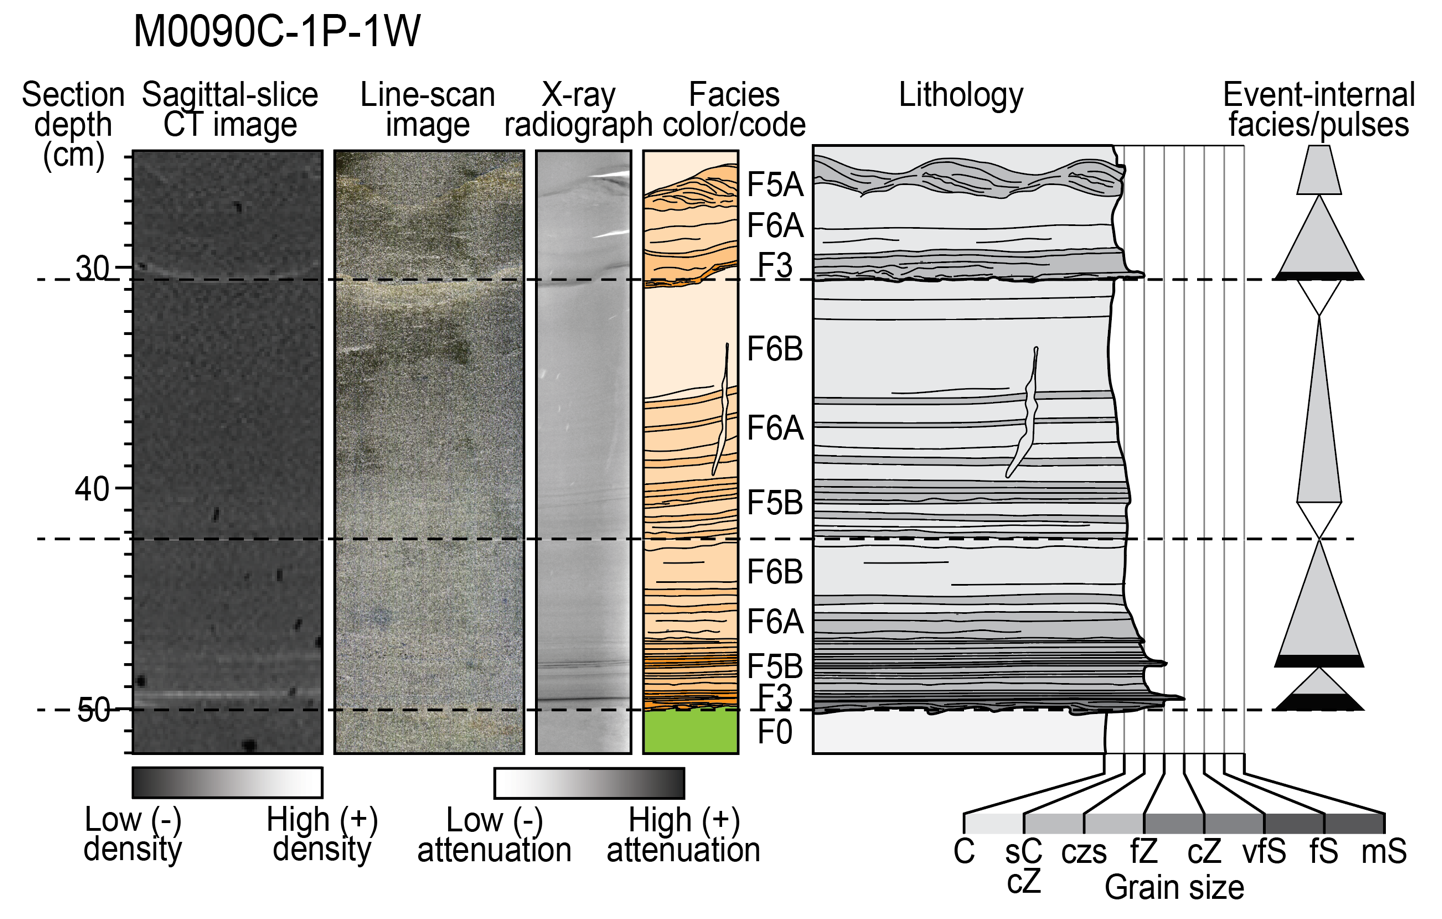 M0090C-1P-1W
Section
depth
(cm)
Sagittal-slice
CT image
Line-scan
image
X-ray
radiograph
Facies
color/code
Lithology
Event-internal
facies/pulses
30
40
50
F5A
F6A
F3
F6B
F6A
F5B
F6B
F6A
F5B
F3
F0
Low (-)
density
High (+)
density
Low (-)
attenuation
High (+)
attenuation
C
sC
cZ
czs
fZ
cZ
vfS
fS
mS
Grain size